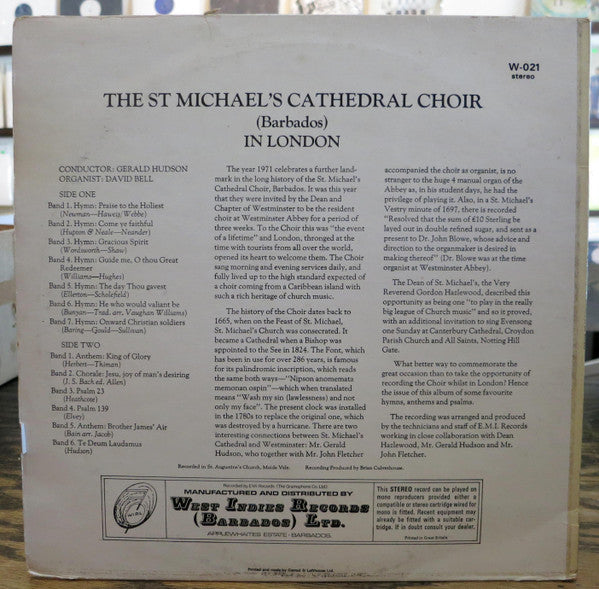 W-021
stereo
THE ST MICHAEL'S CATHEDRAL CHOIR
(Barbados)
IN LONDON
CONDUCTOR: GERALD HUDSON
ORGANIST: DAVID BELL
SIDE ONE
Band 1. Hymn: Praise to the Holiest
(Newman—Haweis/Webbe)
Band 2. Hymn: Come ye faithful
(Hupton & Neale—Neander)
Band 3. Hymn: Gracious Spirit
(Wordsworth—Shaw)
Band 4. Hymn: Guide me, O thou Great
Redeemer
(Williams—Hughes)
Band 5. Hymn: The day Thou gavest
(Ellerton—Scholefield)
Band 6. Hymn: He who would valiant be
(Bunyan—Trad. arr. Vaughan Williams)
Band 7. Hymn: Onward Christian soldiers
(Baring—Gould—Sullivan)
SIDE TWO
Band 1. Anthem: King of Glory
(Herbert—Thiman)
Band 2. Chorale: Jesu, joy of man's desiring
(J. S. Bach ed. Allen)
Band 3. Psalm 23
(Heathcote)
Band 4. Psalm 139
(Elvey)
Band 5. Anthem: Brother James' Air
(Bain arr. Jacob)
Band 6. Te Deum Laudamus
(Hudson)
The year 1971 celebrates a further land-
mark in the long history of the St. Michael's
Cathedral Choir, Barbados. It was this year
that they were invited by the Dean and
Chapter of Westminster to be the resident
choir at Westminster Abbey for a period of
three weeks. To the Choir this was "the event
of a lifetime" and London, thronged at the
time with tourists from all over the world,
opened its heart to welcome them. The Choir
sang morning and evening services daily, and
fully lived up to the high standard expected of
a choir coming from a Caribbean island with
such a rich heritage of church music.
The history of the Choir dates back to
1665, when on the Feast of St. Michael,
St. Michael's Church was consecrated. It
became a Cathedral when a Bishop was
appointed to the See in 1824. The Font, which
has been in use for over 286 years, is famous
for its palindromic inscription, which reads
the same both ways—"Nipson anomemata
memonan ospin"—which when translated
means "Wash my sin (lawlessness) and not
only my face". The present clock was installed
in the 1780s to replace the original one, which
was destroyed by a hurricane. There are two
interesting connections between St. Michael's
Cathedral and Westminster: Mr. Gerald
Hudson, who together with Mr. John Fletcher
accompanied the choir as organist, is no
stranger to the huge 4 manual organ of the
Abbey as, in his student days, he had the
privilege of playing it. Also, in a St. Michael's
Vestry minute of 1697, there is recorded
"Resolved that the sum of £10 Sterling be
layed out in double refined sugar, and sent as a
present to Dr. John Blowe, whose advice and
direction to the organmaker is desired in
making thereof" (Dr. Blowe was at the time
organist at Westminster Abbey).
The Dean of St. Michael's, the Very
Reverend Gordon Hazlewood, described this
opportunity as being one "to play in the really
big league of Church music" and so it proved,
with an additional invitation to sing Evensong
one Sunday at Canterbury Cathedral, Croydon
Parish Church and All Saints, Notting Hill
Gate.
What better way to commemorate the
great occasion than to take the opportunity of
recording the Choir whilst in London! Hence
the issue of this album of some favourite
hymns, anthems and psalms.
The recording was arranged and produced
by the technicians and staff of E.M.I. Records
working in close collaboration with Dean
Hazlewood, Mr. Gerald Hudson and Mr.
John Fletcher.
Recorded in St. Augustine's Church, Maida Vale. Recording Produced by Brian Culverhouse.
Recorded by EMI Records (The Gramophone Co Ltd)
MANUFACTURED AND DISTRIBUTED BY
WEST INDIES RECORDS
(BARBADOS) LTD.
APPLEWHAITES ESTATE · BARBADOS.
WIRL
This STEREO record can be played on
mono reproducers provided either a
compatible or stereo cartridge wired for
mono is fitted. Recent equipment may
already be fitted with a suitable car-
tridge. If in doubt consult your dealer.
Printed in Great Britain
Printed and made by Garrod & Lofthouse Ltd.